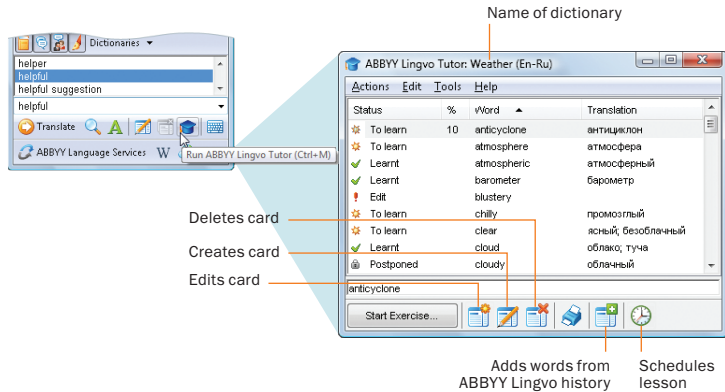 Name of dictionary
Dictionaries
helper
helpful
helpful suggestion
helpful
Translate
ABBYY Language Services W
Run ABBYY Lingvo Tutor (Ctrl+M)
ABBYY Lingvo Tutor: Weather (En-Ru)
Actions Edit Tools Help
Status % Word Translation
To learn 10 anticyclone антициклон
To learn atmosphere атмосфера
Learnt atmospheric атмосферный
Learnt barometer барометр
Edit blustery
To learn chilly промозглый
To learn clear ясный; безоблачный
Learnt cloud облако; туча
Postponed cloudy облачный
anticyclone
Start Exercise...
Deletes card
Creates card
Edits card
Adds words from
ABBYY Lingvo history
Schedules
lesson